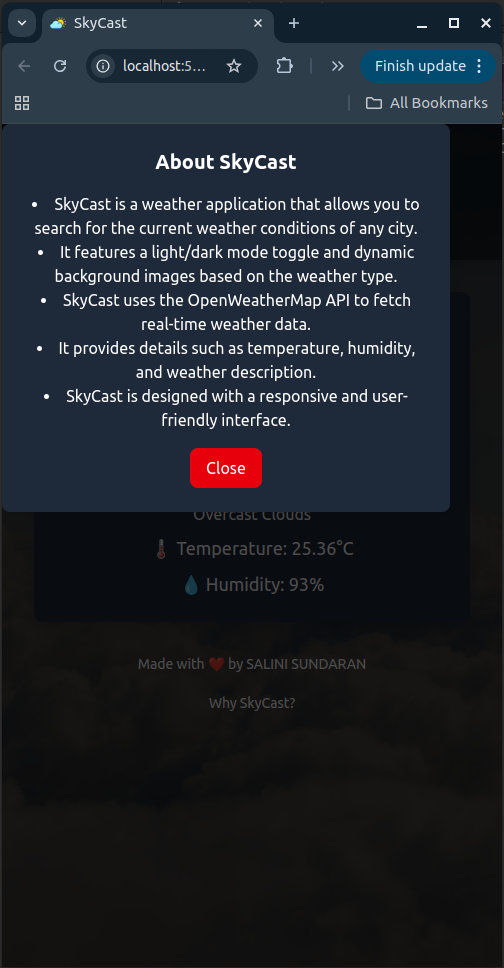 SkyCast
localhost:5...
Finish update
All Bookmarks
About SkyCast
• SkyCast is a weather application that allows you to
search for the current weather conditions of any city.
• It features a light/dark mode toggle and dynamic
background images based on the weather type.
• SkyCast uses the OpenWeatherMap API to fetch
real-time weather data.
• It provides details such as temperature, humidity,
and weather description.
• SkyCast is designed with a responsive and user-
friendly interface.
Close
Overcast Clouds
🌡️ Temperature: 25.36°C
💧 Humidity: 93%
Made with ❤️ by SALINI SUNDARAN
Why SkyCast?